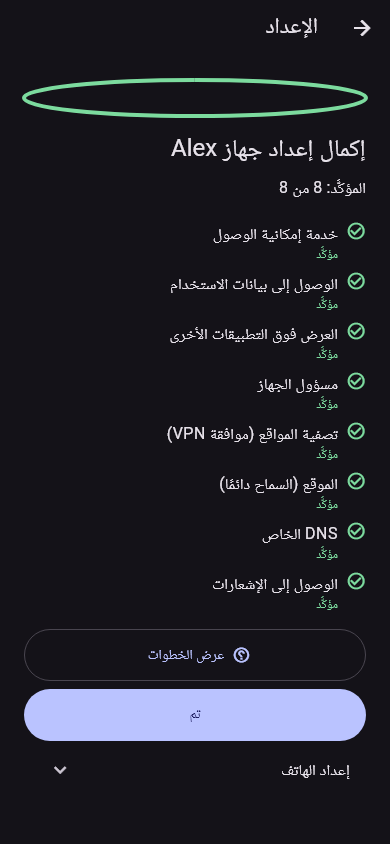 الإعداد
إكمال إعداد جهاز Alex
المؤكَّد: 8 من 8
خدمة إمكانية الوصول
مؤكَّد
الوصول إلى بيانات الاستخدام
مؤكَّد
العرض فوق التطبيقات الأخرى
مؤكَّد
مسؤول الجهاز
مؤكَّد
تصفية المواقع (موافقة VPN)
مؤكَّد
الموقع (السماح دائمًا)
مؤكَّد
DNS الخاص
مؤكَّد
الوصول إلى الإشعارات
مؤكَّد
عرض الخطوات
تم
إعداد الهاتف